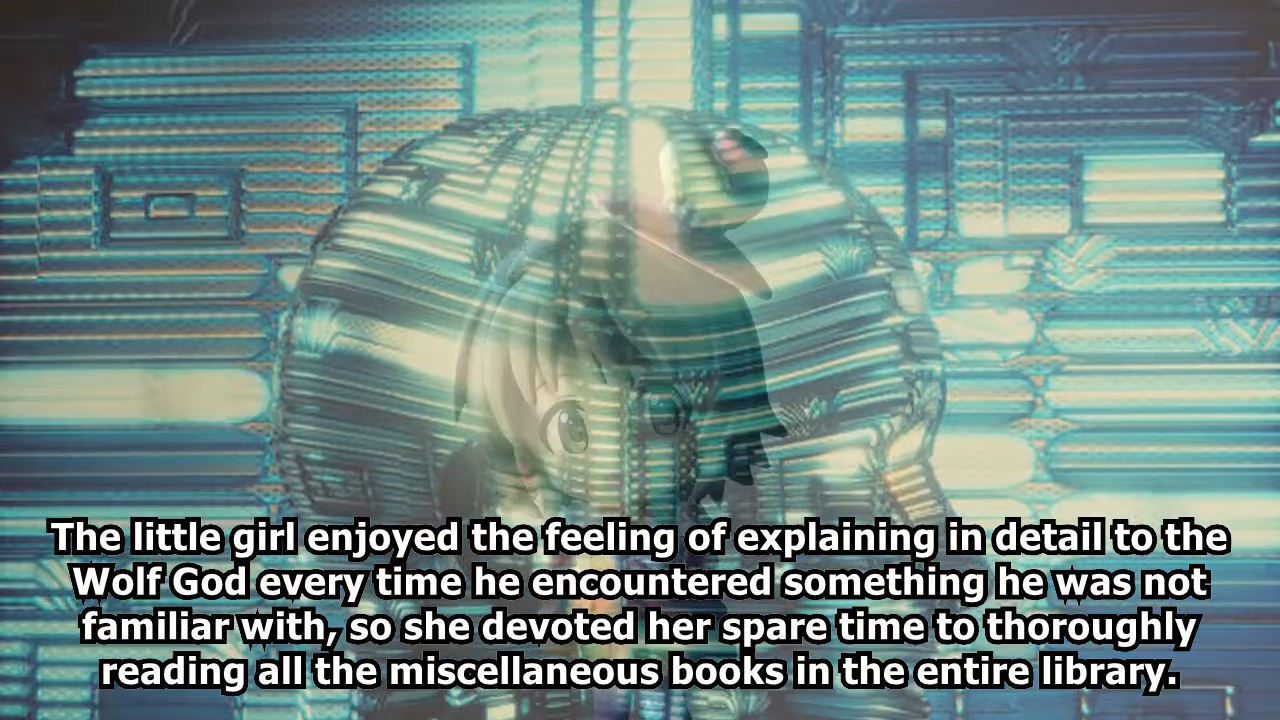 The little girl enjoyed the feeling of explaining in detail to the
Wolf God every time he encountered something he was not
familiar with, so she devoted her spare time to thoroughly
reading all the miscellaneous books in the entire library.